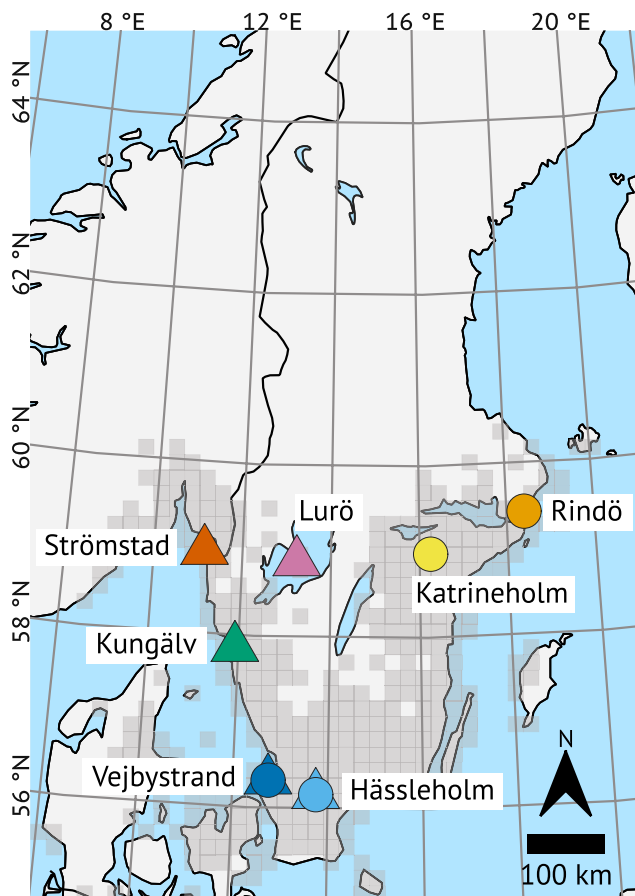 8 °E 12 °E 16 °E 20 °E
64 °N
62 °N
60 °N
Lurö
Rindö
Strömstad
Katrineholm
58 °N
Kungälv
N
Vejbystrand
Hässleholm
56 °N
100 km